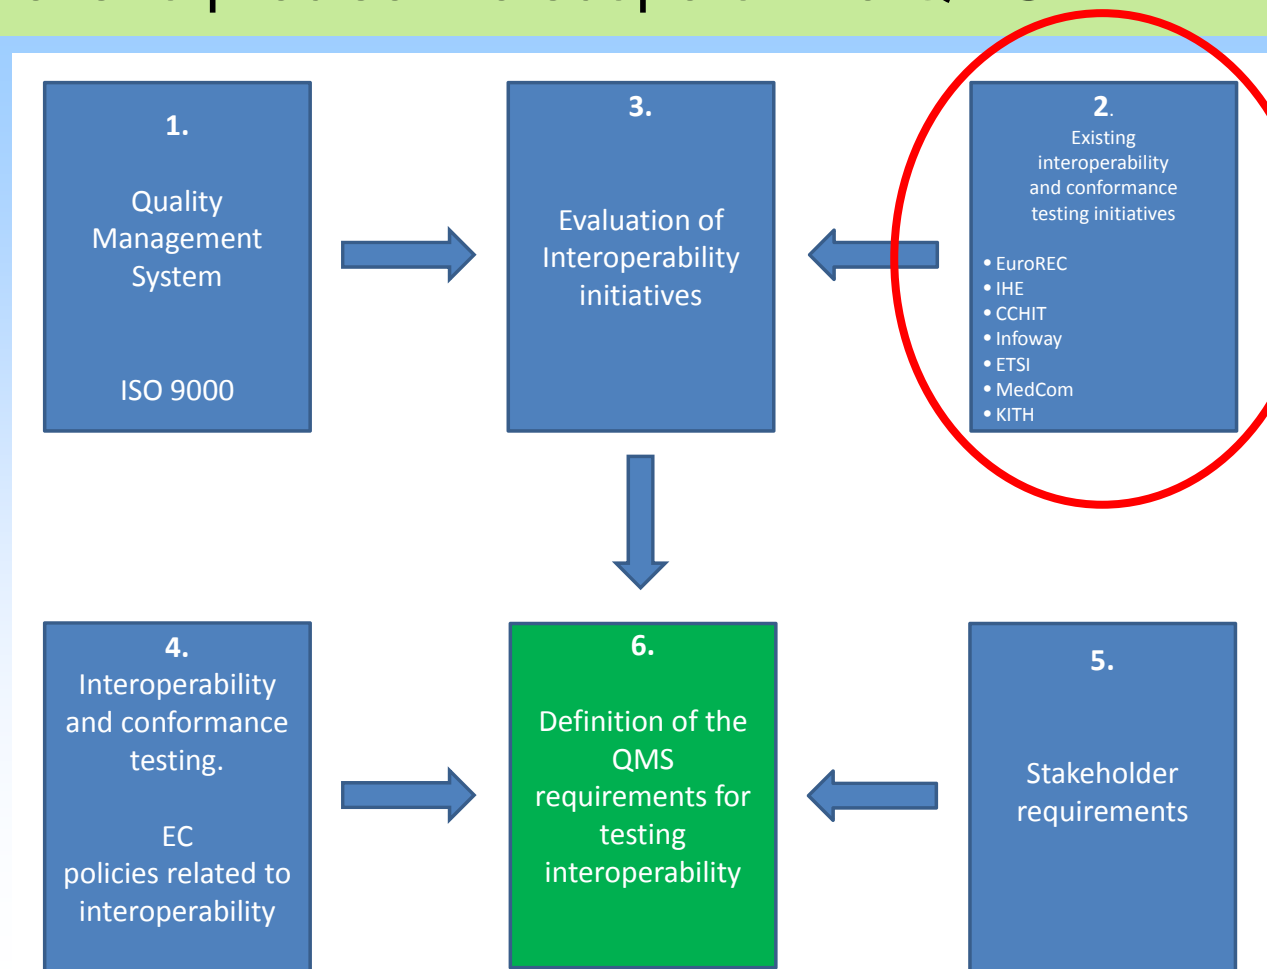 1.
Quality
Management
System
ISO 9000
3.
Evaluation of
Interoperability
initiatives
2.
Existing
interoperability
and conformance
testing initiatives
• EuroREC
• IHE
• CCHIT
• Infoway
• ETSI
• MedCom
• KITH
4.
Interoperability
and conformance
testing.
EC
policies related to
interoperability
6.
Definition of the
QMS
requirements for
testing
interoperability
5.
Stakeholder
requirements